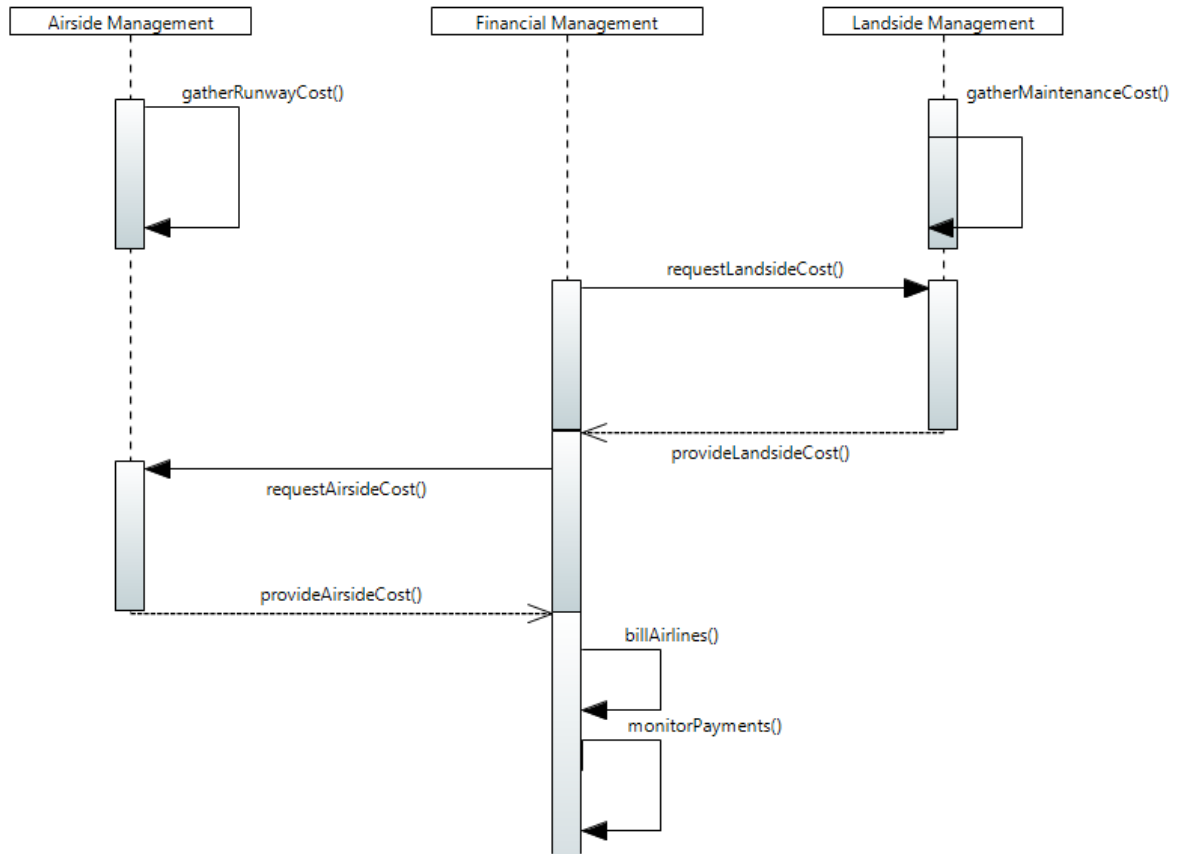 Airside Management
Financial Management
Landside Management
gatherRunwayCost()
gatherMaintenanceCost()
requestLandsideCost()
provideLandsideCost()
requestAirsideCost()
provideAirsideCost()
billAirlines()
monitorPayments()